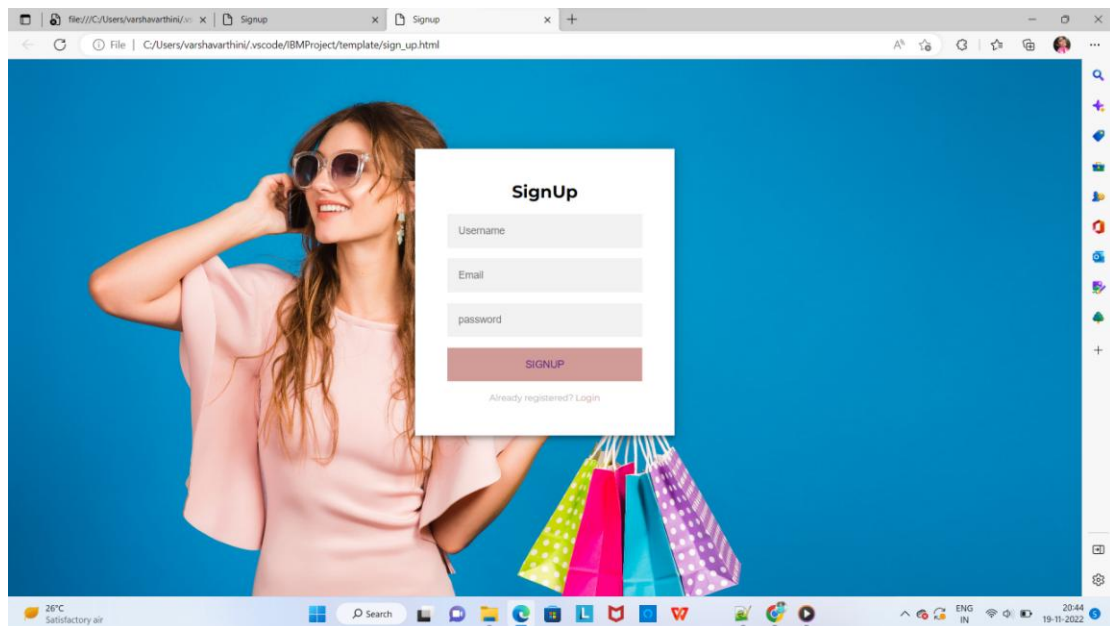 file:///C:/Users/varshavarthini/.vs
Signup
Signup
File | C:/Users/varshavarthini/.vscode/IBMProject/template/sign_up.html
SignUp
Username
Email
password
SIGNUP
Already registered? Login
26°C
Satisfactory air
Search
ENG
IN
20:44
19-11-2022